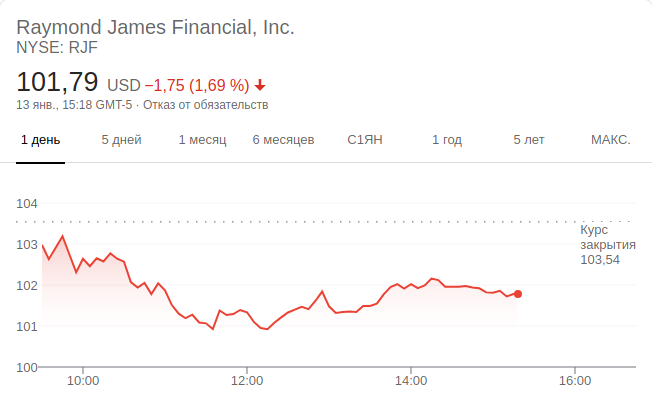 Raymond James Financial, Inc.
NYSE: RJF
101,79 USD −1,75 (1,69 %)
13 янв., 15:18 GMT-5 · Отказ от обязательств
1 день 5 дней 1 месяц 6 месяцев С1ЯН 1 год 5 лет МАКС.
104
103
102
101
100
Курс
закрытия
103,54
10:00 12:00 14:00 16:00